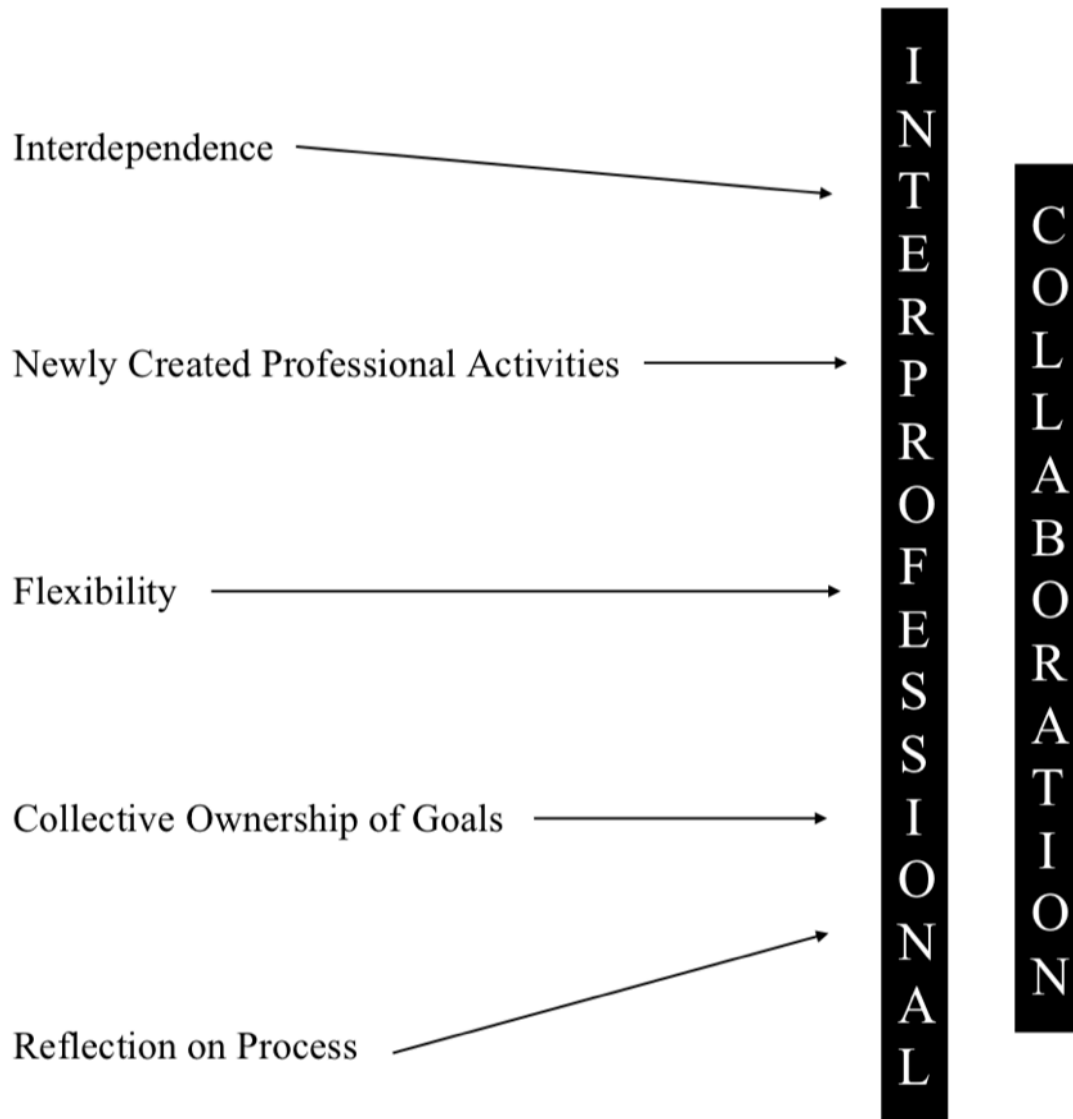 Interdependence
Newly Created Professional Activities
Flexibility
Collective Ownership of Goals
Reflection on Process
INTERPROFESSIONAL
COLLABORATION